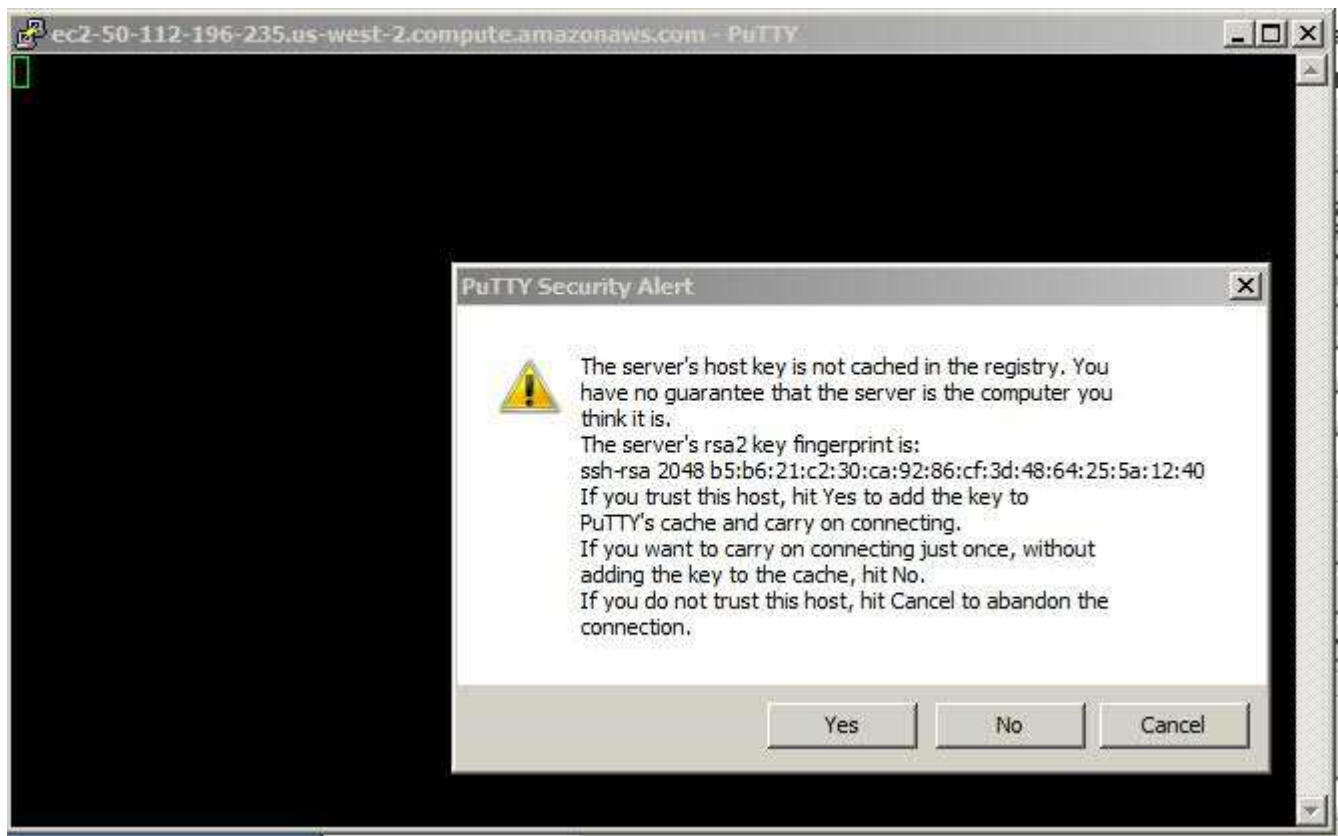 ec2-50-112-196-235.us-west-2.compute.amazonaws.com - PuTTY
PuTTY Security Alert
The server's host key is not cached in the registry. You
have no guarantee that the server is the computer you
think it is.
The server's rsa2 key fingerprint is:
ssh-rsa 2048 b5:b6:21:c2:30:ca:92:86:cf:3d:48:64:25:5a:12:40
If you trust this host, hit Yes to add the key to
PuTTY's cache and carry on connecting.
If you want to carry on connecting just once, without
adding the key to the cache, hit No.
If you do not trust this host, hit Cancel to abandon the
connection.
Yes No Cancel